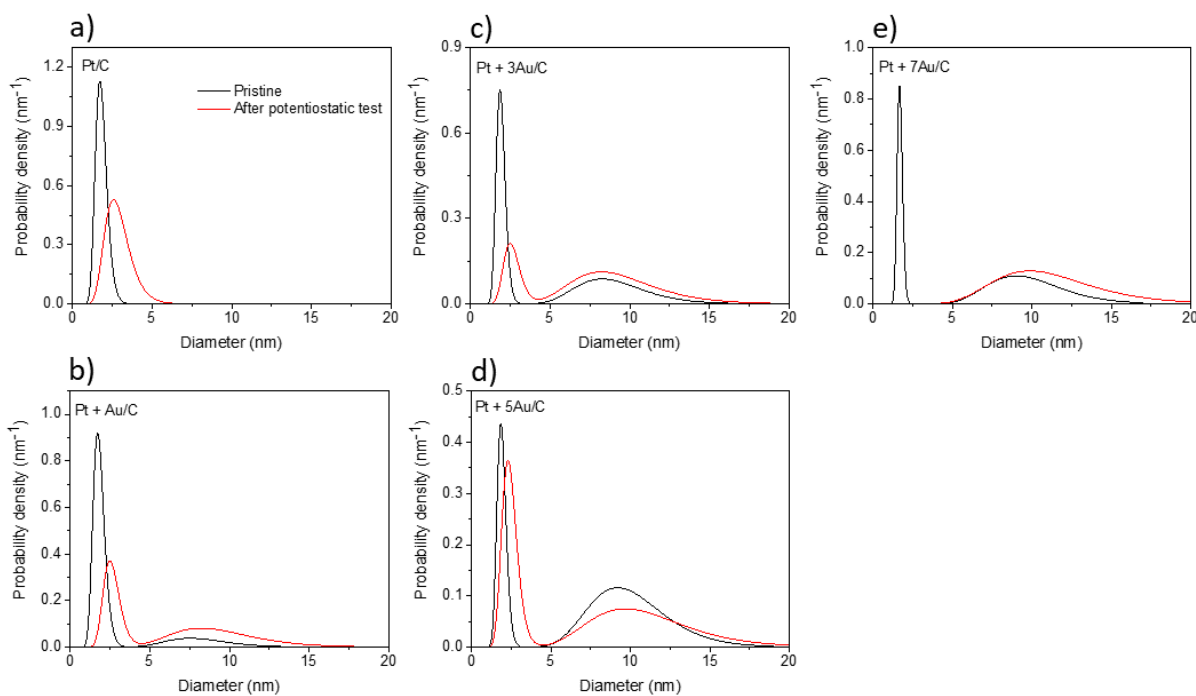 a)
Pt/C
Pristine
After potentiostatic test
Probability density (nm⁻¹)
1.2
0.9
0.6
0.3
0.0
0 5 10 15 20
Diameter (nm)
c)
Pt + 3Au/C
Probability density (nm⁻¹)
0.9
0.6
0.3
0.0
0 5 10 15 20
Diameter (nm)
e)
Pt + 7Au/C
Probability density (nm⁻¹)
1.0
0.8
0.6
0.4
0.2
0.0
0 5 10 15 20
Diameter (nm)
b)
Pt + Au/C
Probability density (nm⁻¹)
1.0
0.8
0.6
0.4
0.2
0.0
0 5 10 15 20
Diameter (nm)
d)
Pt + 5Au/C
Probability density (nm⁻¹)
0.5
0.4
0.3
0.2
0.1
0.0
0 5 10 15 20
Diameter (nm)